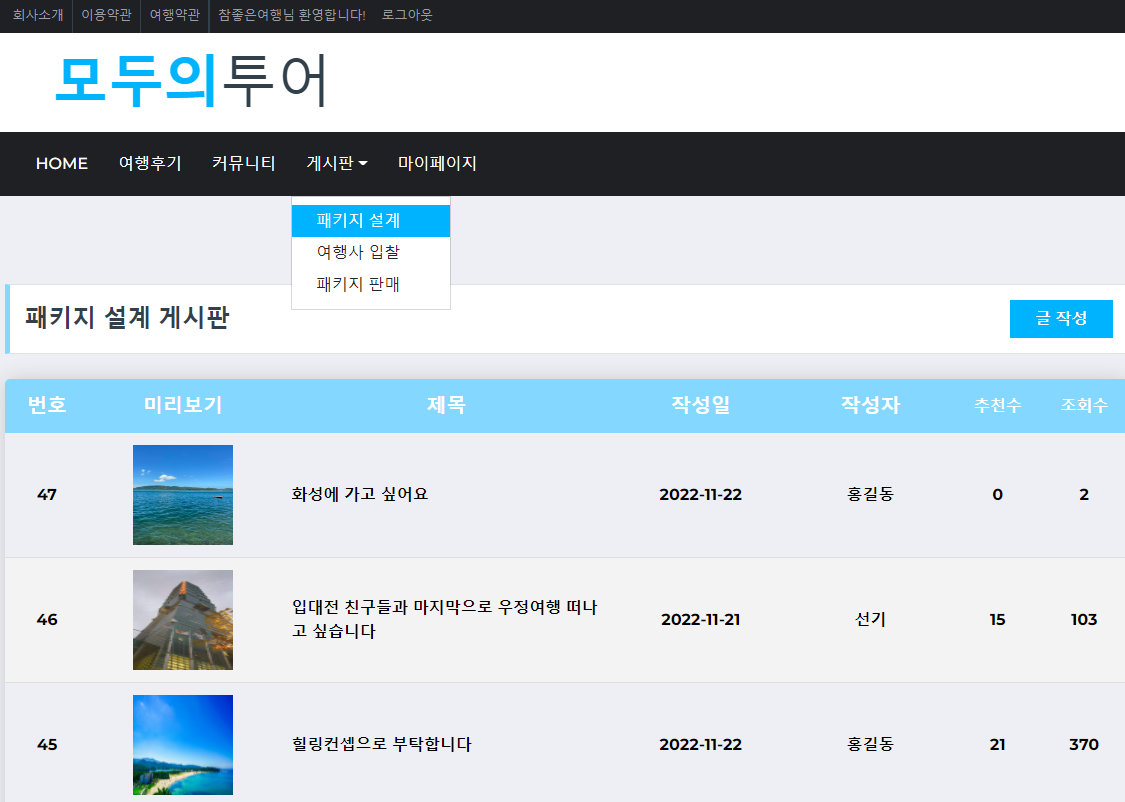 회사소개 이용약관 여행약관 참좋은여행님 환영합니다! 로그아웃
모두의투어
HOME 여행후기 커뮤니티 게시판 마이페이지
패키지 설계
여행사 입찰
패키지 판매
패키지 설계 게시판 글 작성
번호 미리보기 제목 작성일 작성자 추천수 조회수
47 화성에 가고 싶어요 2022-11-22 홍길동 0 2
46 입대전 친구들과 마지막으로 우정여행 떠나
고 싶습니다 2022-11-21 선기 15 103
45 힐링컨셉으로 부탁합니다 2022-11-22 홍길동 21 370